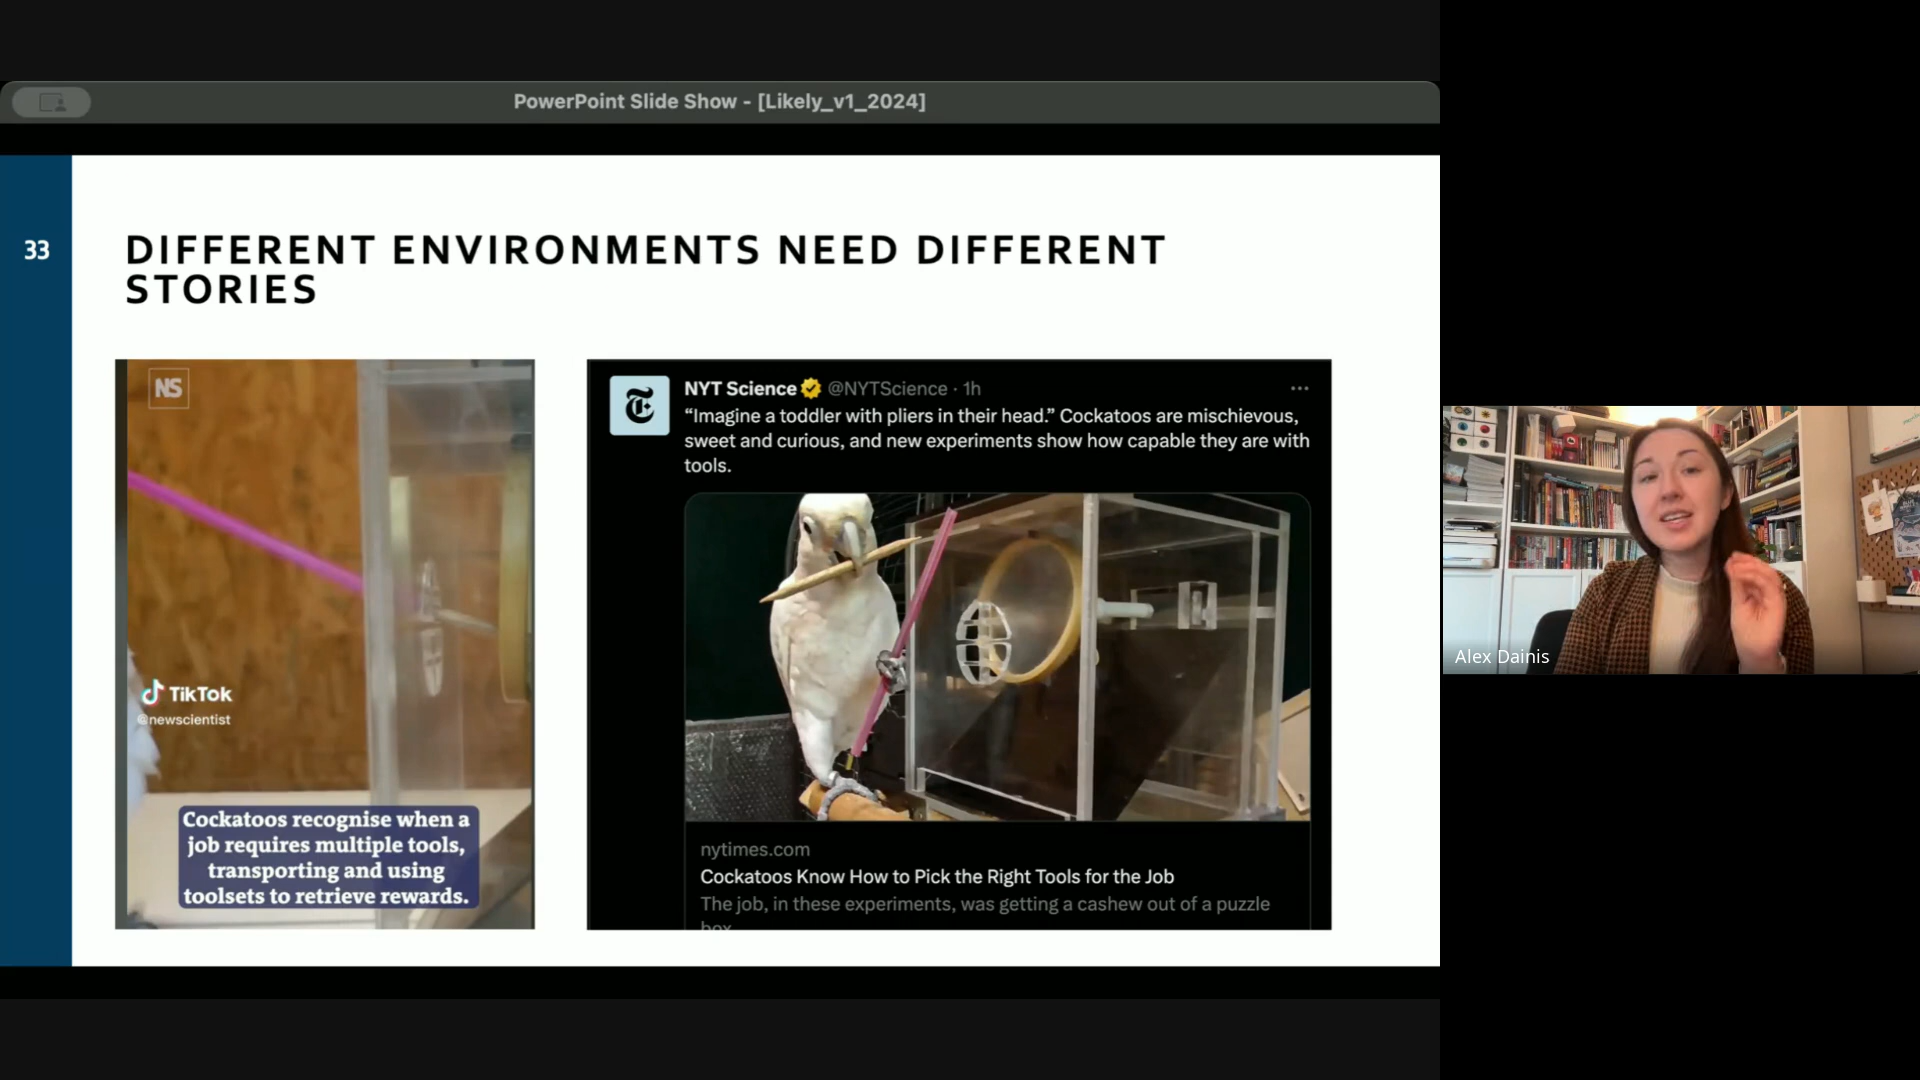 PowerPoint Slide Show - [Likely_v1_2024]
33
DIFFERENT ENVIRONMENTS NEED DIFFERENT
STORIES
NS
TikTok
@newscientist
Cockatoos recognise when a
job requires multiple tools,
transporting and using
toolsets to retrieve rewards.
NYT Science @NYTScience · 1h
“Imagine a toddler with pliers in their head.” Cockatoos are mischievous,
sweet and curious, and new experiments show how capable they are with
tools.
nytimes.com
Cockatoos Know How to Pick the Right Tools for the Job
The job, in these experiments, was getting a cashew out of a puzzle
box.
Alex Dainis